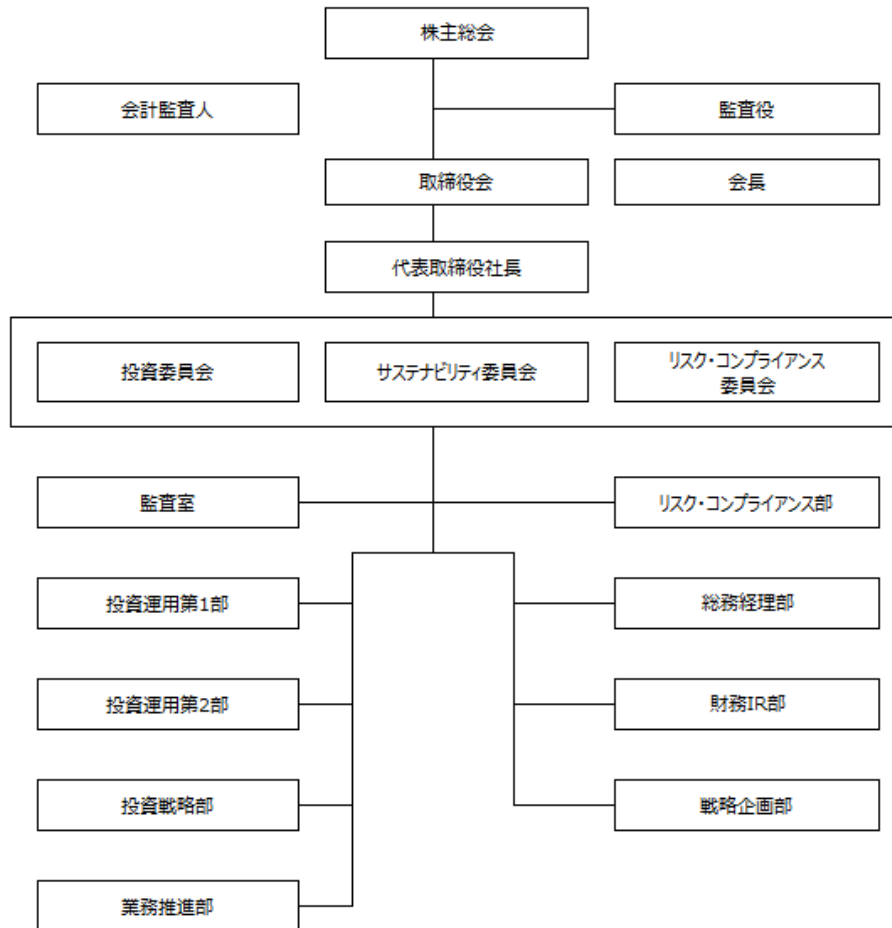 株主総会
会計監査人
監査役
取締役会
会長
代表取締役社長
投資委員会
サステナビリティ委員会
リスク・コンプライアンス
委員会
監査室
リスク・コンプライアンス部
投資運用第1部
総務経理部
投資運用第2部
財務IR部
投資戦略部
戦略企画部
業務推進部